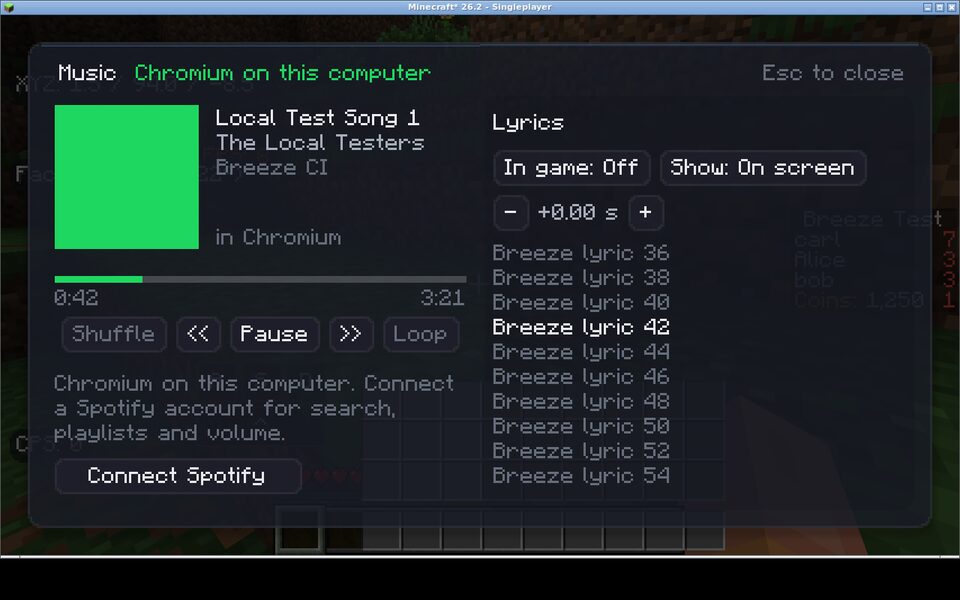 Minecraft* 26.2 - Singleplayer
Music Chromium on this computer
Esc to close
Local Test Song 1
The Local Testers
Breeze CI
in Chromium
0:42
3:21
Shuffle
<<
Pause
>>
Loop
Chromium on this computer. Connect
a Spotify account for search,
playlists and volume.
Connect Spotify
Lyrics
In game: Off
Show: On screen
- +0.00 s +
Breeze lyric 36
Breeze lyric 38
Breeze lyric 40
Breeze lyric 42
Breeze lyric 44
Breeze lyric 46
Breeze lyric 48
Breeze lyric 50
Breeze lyric 52
Breeze lyric 54
Breeze Test
carl 7
Alice 3
bob 3
Coins: 1,250 1